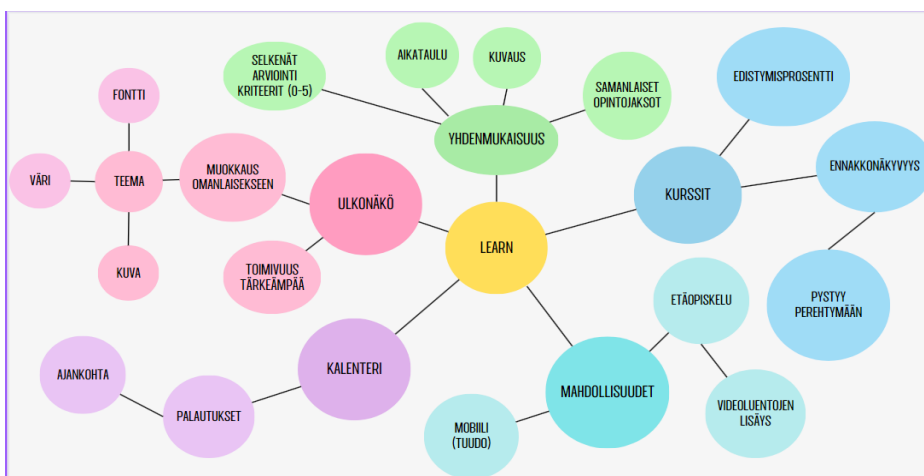 SELKENÄT
ARVIOINTI
KRITEERIT (0-5)
AIKATAULU
KUVAUS
SAMANLAISET
OPINTOJAKSOT
YHDENMUKAISUUS
EDISTYMISPROSENTTI
ENNAKKONÄKYVYYS
KURSSIT
PYSTYY
PEREHTYMÄÄN
FONTTI
VÄRI
TEEMA
KUVA
MUOKKAUS
OMANLAISEKSEEN
ULKONÄKÖ
TOIMIVUUS
TÄRKEÄMPÄÄ
LEARN
KALENTERI
AJANKOHTA
PALAUTUKSET
ETÄOPISKELU
MAHDOLLISUUDET
MOBIILI
(TUUDO)
VIDEOLUENTOJEN
LISÄYS